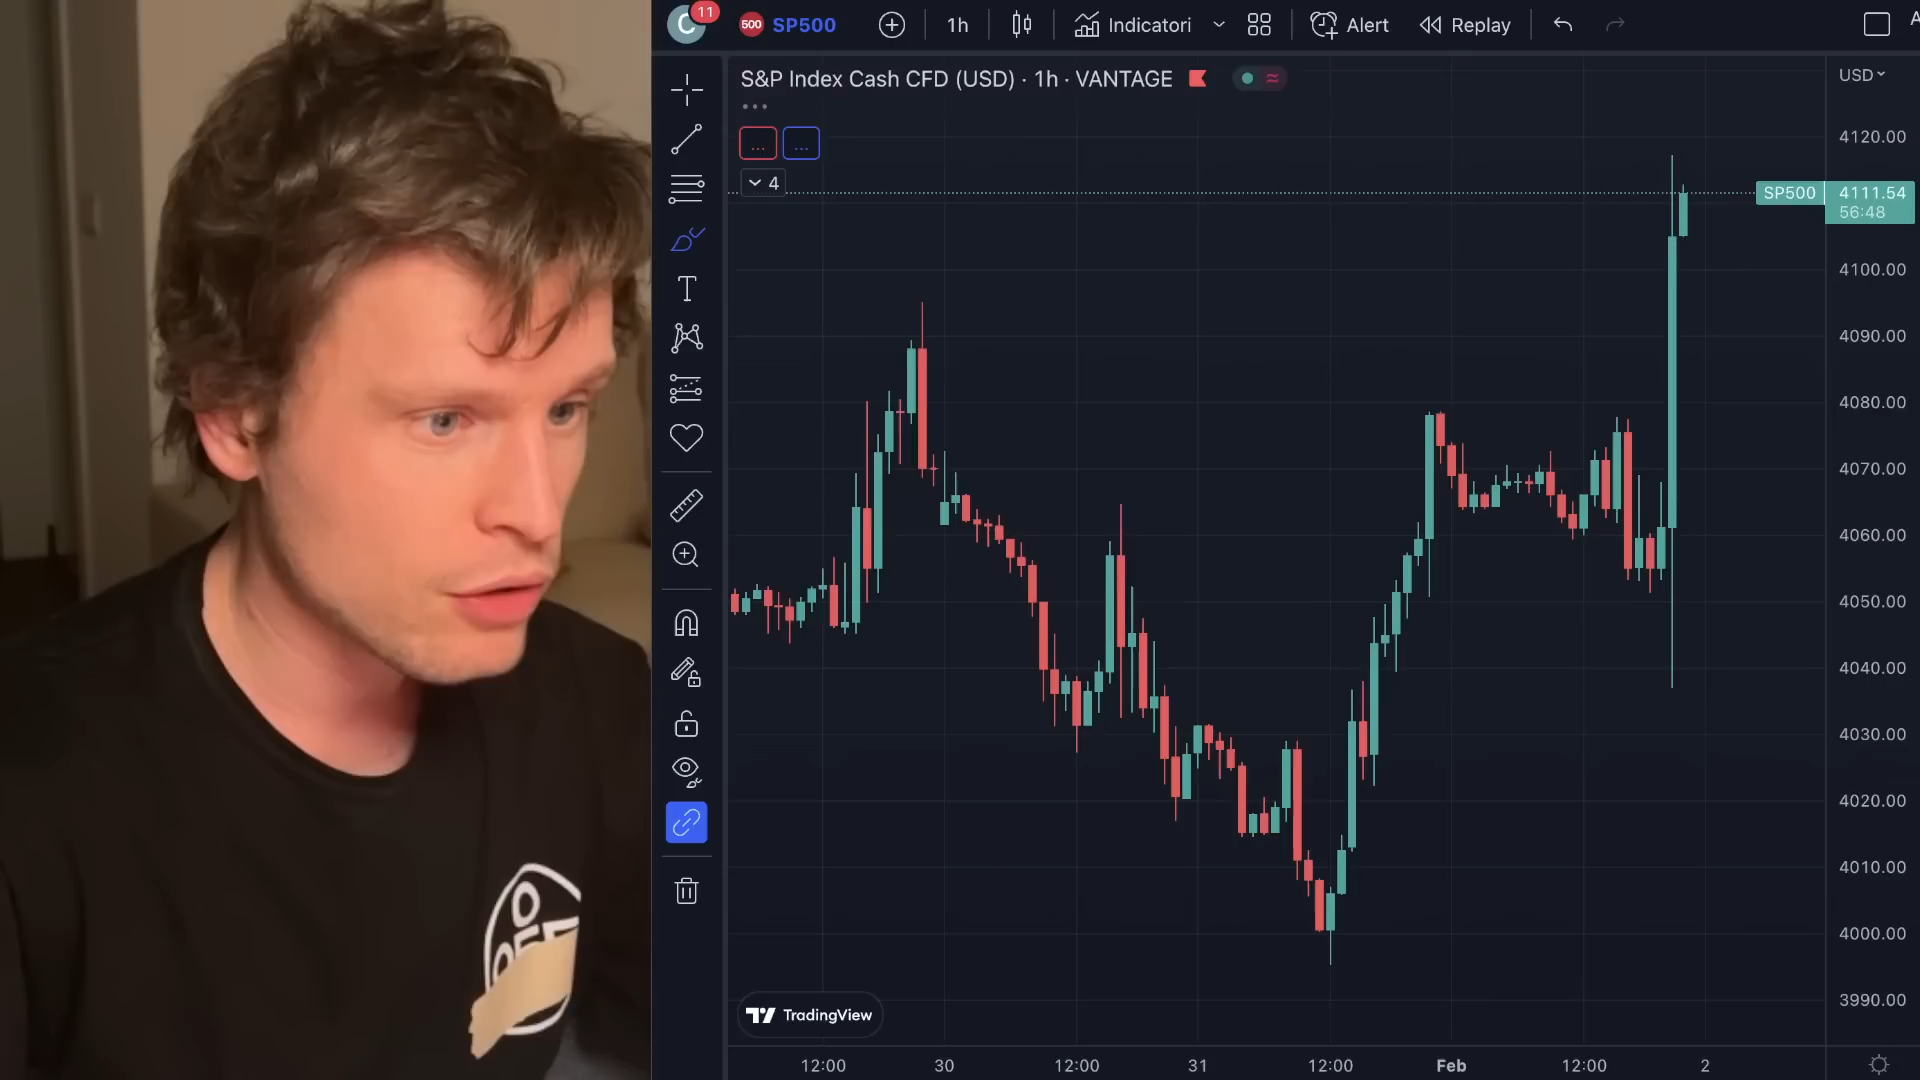 C
11
500
SP500
1h
Indicatori
Alert
Replay
S&P Index Cash CFD (USD) · 1h · VANTAGE
USD
...
...
4
4120.00
SP500
4111.54
56:48
4100.00
4090.00
4080.00
4070.00
4060.00
4050.00
4040.00
4030.00
4020.00
4010.00
4000.00
3990.00
T
O
TradingView
12:00
30
12:00
31
12:00
Feb
12:00
2